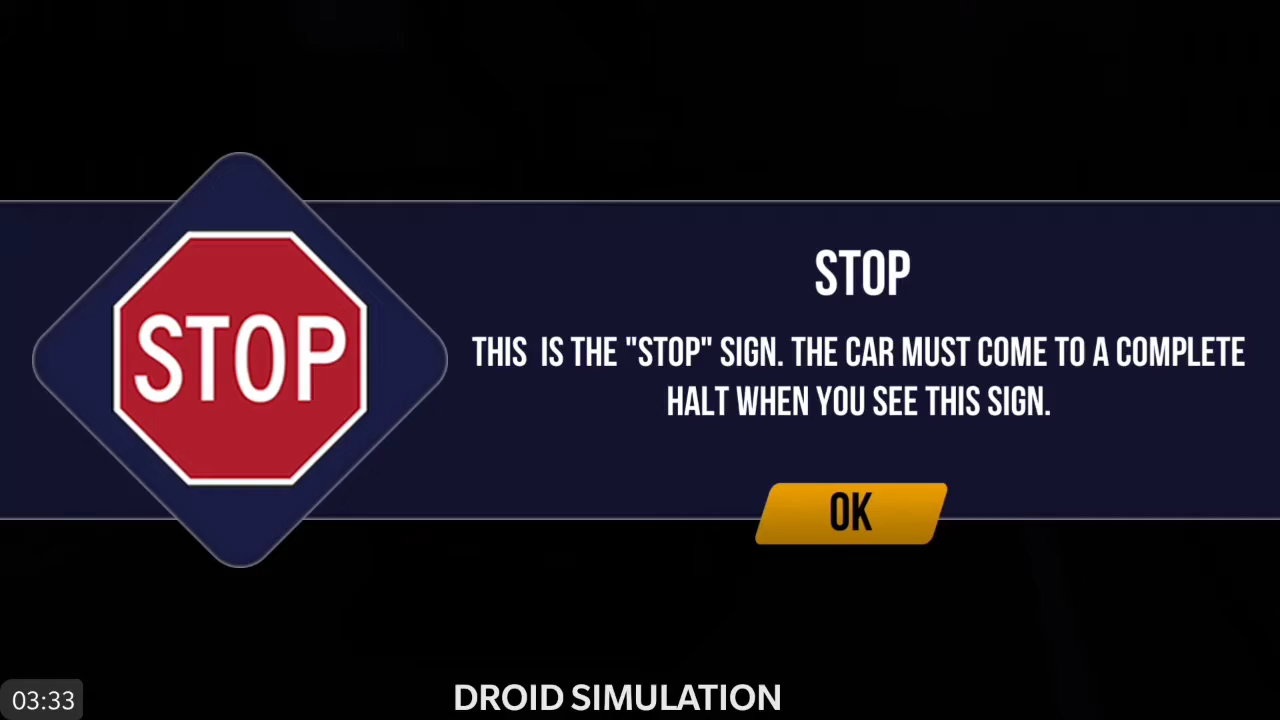 STOP
STOP
THIS  IS THE "STOP" SIGN. THE CAR MUST COME TO A COMPLETE
HALT WHEN YOU SEE THIS SIGN.
OK
03:33
DROID SIMULATION